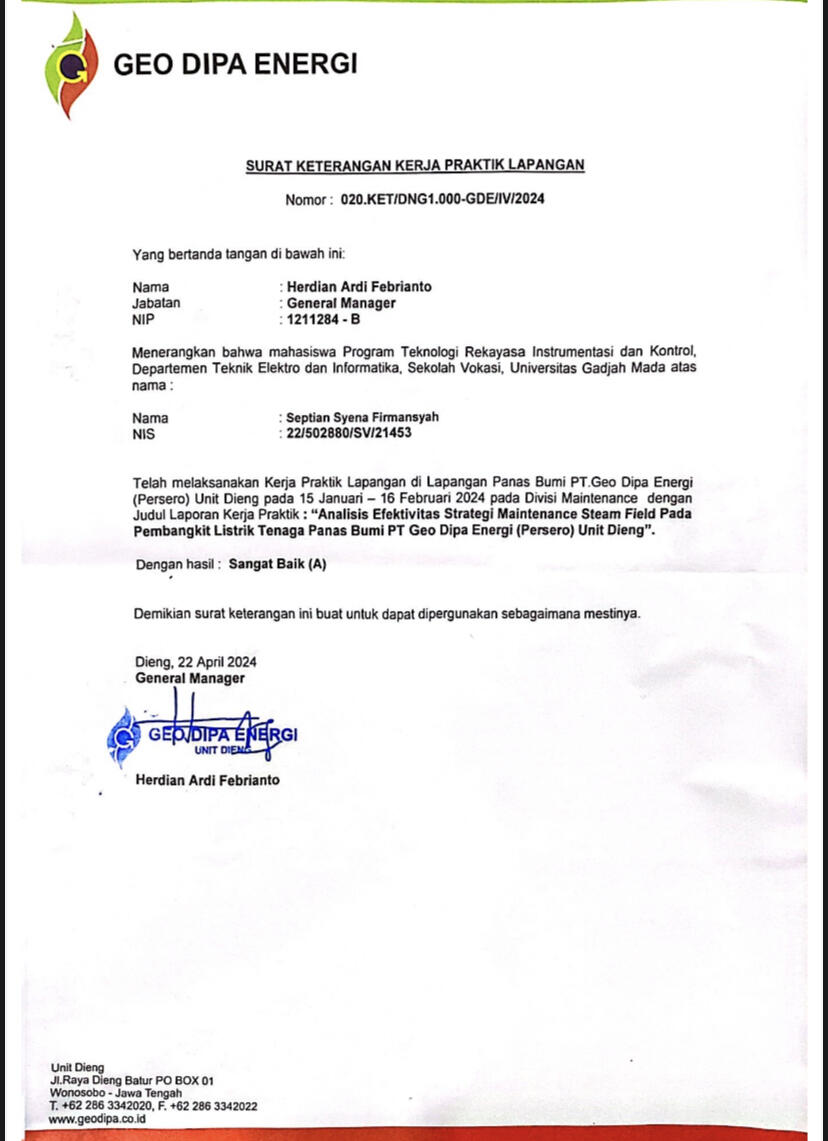 GEO DIPA ENERGI
SURAT KETERANGAN KERJA PRAKTIK LAPANGAN
Nomor : 020.KET/DNG1.000-GDE/IV/2024
Yang bertanda tangan di bawah ini:
Nama : Herdian Ardi Febrianto
Jabatan : General Manager
NIP : 1211284 - B
Menerangkan bahwa mahasiswa Program Teknologi Rekayasa Instrumentasi dan Kontrol,
Departemen Teknik Elektro dan Informatika, Sekolah Vokasi, Universitas Gadjah Mada atas
nama :
Nama : Septian Syena Firmansyah
NIS : 22/502880/SV/21453
Telah melaksanakan Kerja Praktik Lapangan di Lapangan Panas Bumi PT.Geo Dipa Energi
(Persero) Unit Dieng pada 15 Januari – 16 Februari 2024 pada Divisi Maintenance dengan
Judul Laporan Kerja Praktik : “Analisis Efektivitas Strategi Maintenance Steam Field Pada
Pembangkit Listrik Tenaga Panas Bumi PT Geo Dipa Energi (Persero) Unit Dieng”.
Dengan hasil : Sangat Baik (A)
Demikian surat keterangan ini buat untuk dapat dipergunakan sebagaimana mestinya.
Dieng, 22 April 2024
General Manager
GEO DIPA ENERGI
UNIT DIENG
Herdian Ardi Febrianto
Unit Dieng
Jl.Raya Dieng Batur PO BOX 01
Wonosobo - Jawa Tengah
T. +62 286 3342020, F. +62 286 3342022
www.geodipa.co.id